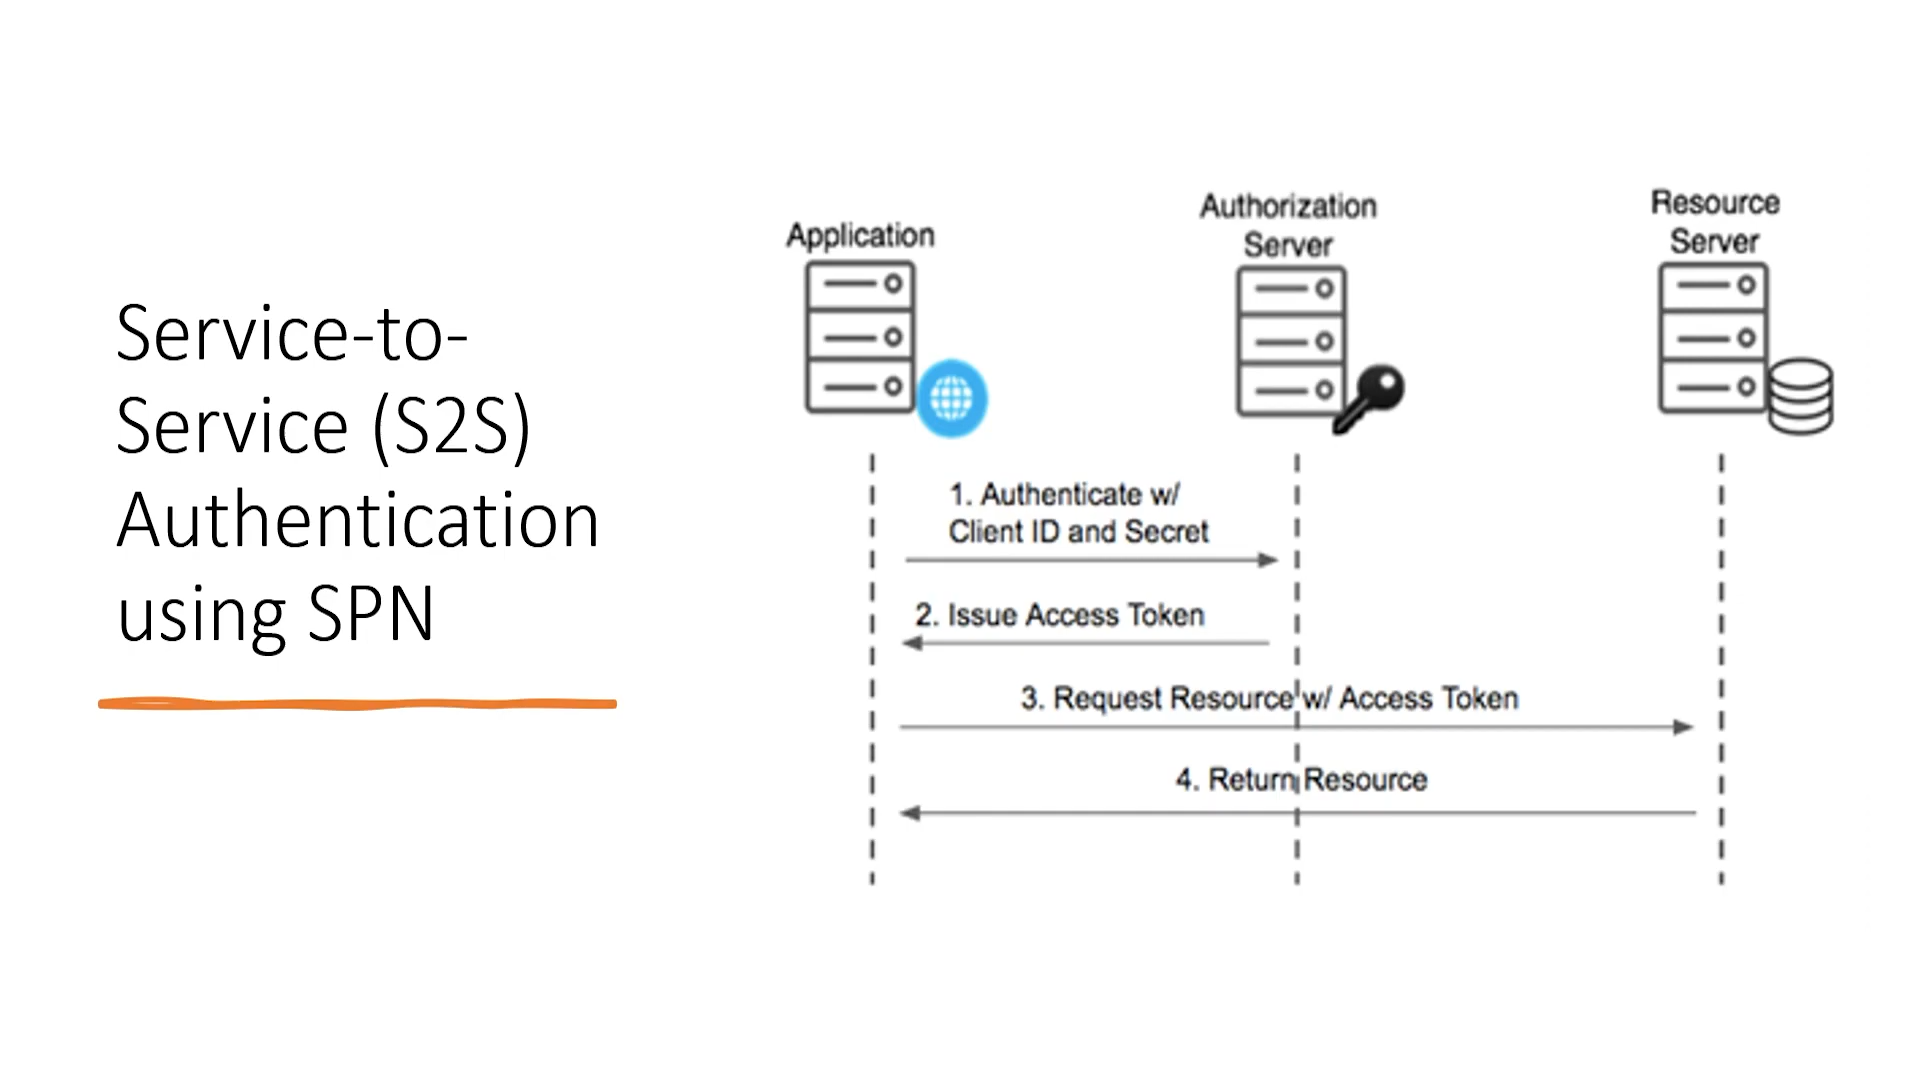 Service-to-
Service (S2S)
Authentication
using SPN
Application
Authorization
Server
Resource
Server
1. Authenticate w/
Client ID and Secret
2. Issue Access Token
3. Request Resource w/ Access Token
4. Return Resource